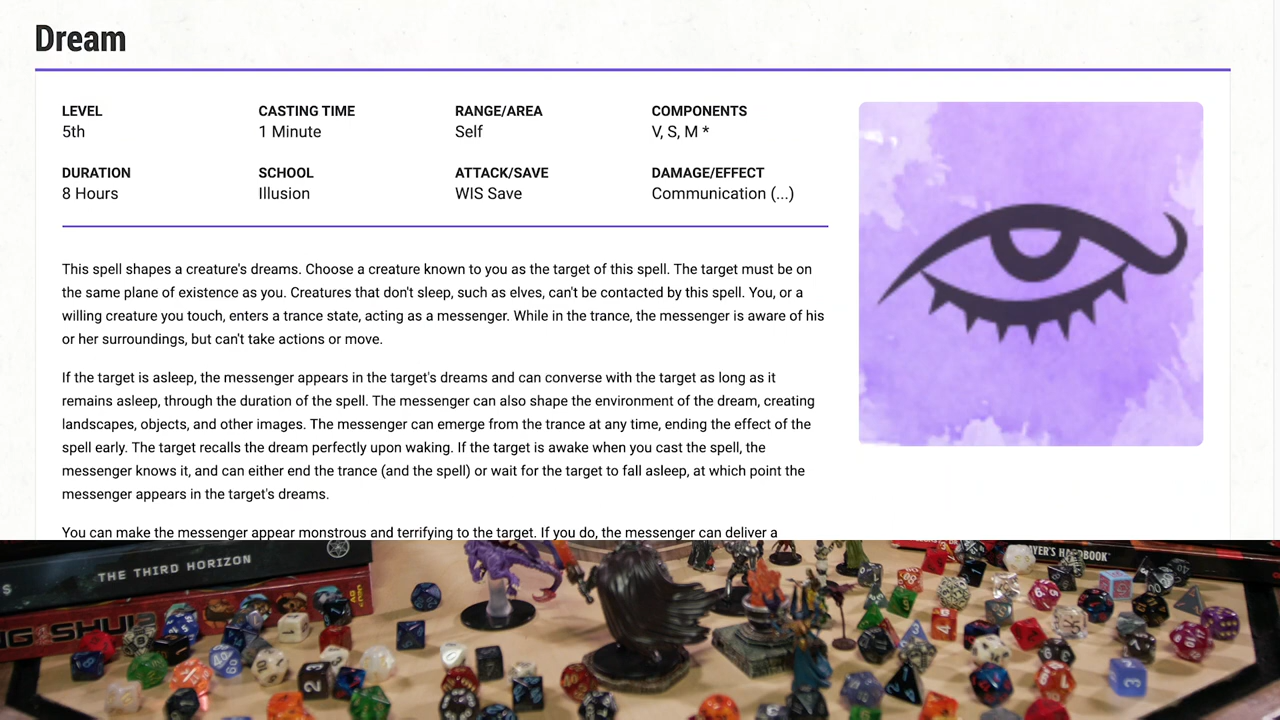 Dream
LEVEL
5th
CASTING TIME
1 Minute
RANGE/AREA
Self
COMPONENTS
V, S, M *
DURATION
8 Hours
SCHOOL
Illusion
ATTACK/SAVE
WIS Save
DAMAGE/EFFECT
Communication (...)
This spell shapes a creature's dreams. Choose a creature known to you as the target of this spell. The target must be on
the same plane of existence as you. Creatures that don't sleep, such as elves, can't be contacted by this spell. You, or a
willing creature you touch, enters a trance state, acting as a messenger. While in the trance, the messenger is aware of his
or her surroundings, but can't take actions or move.
If the target is asleep, the messenger appears in the target's dreams and can converse with the target as long as it
remains asleep, through the duration of the spell. The messenger can also shape the environment of the dream, creating
landscapes, objects, and other images. The messenger can emerge from the trance at any time, ending the effect of the
spell early. The target recalls the dream perfectly upon waking. If the target is awake when you cast the spell, the
messenger knows it, and can either end the trance (and the spell) or wait for the target to fall asleep, at which point the
messenger appears in the target's dreams.
You can make the messenger appear monstrous and terrifying to the target. If you do, the messenger can deliver a
THE THIRD HORIZON